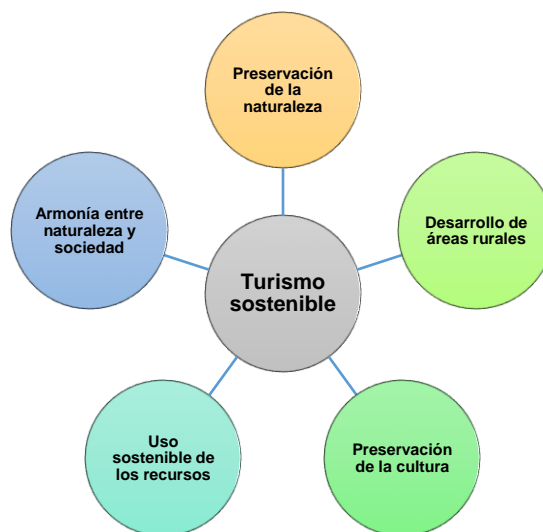 Preservación
de la
naturaleza
Armonía entre
naturaleza y
sociedad
Desarrollo de
áreas rurales
Turismo
sostenible
Uso
sostenible de
los recursos
Preservación
de la cultura